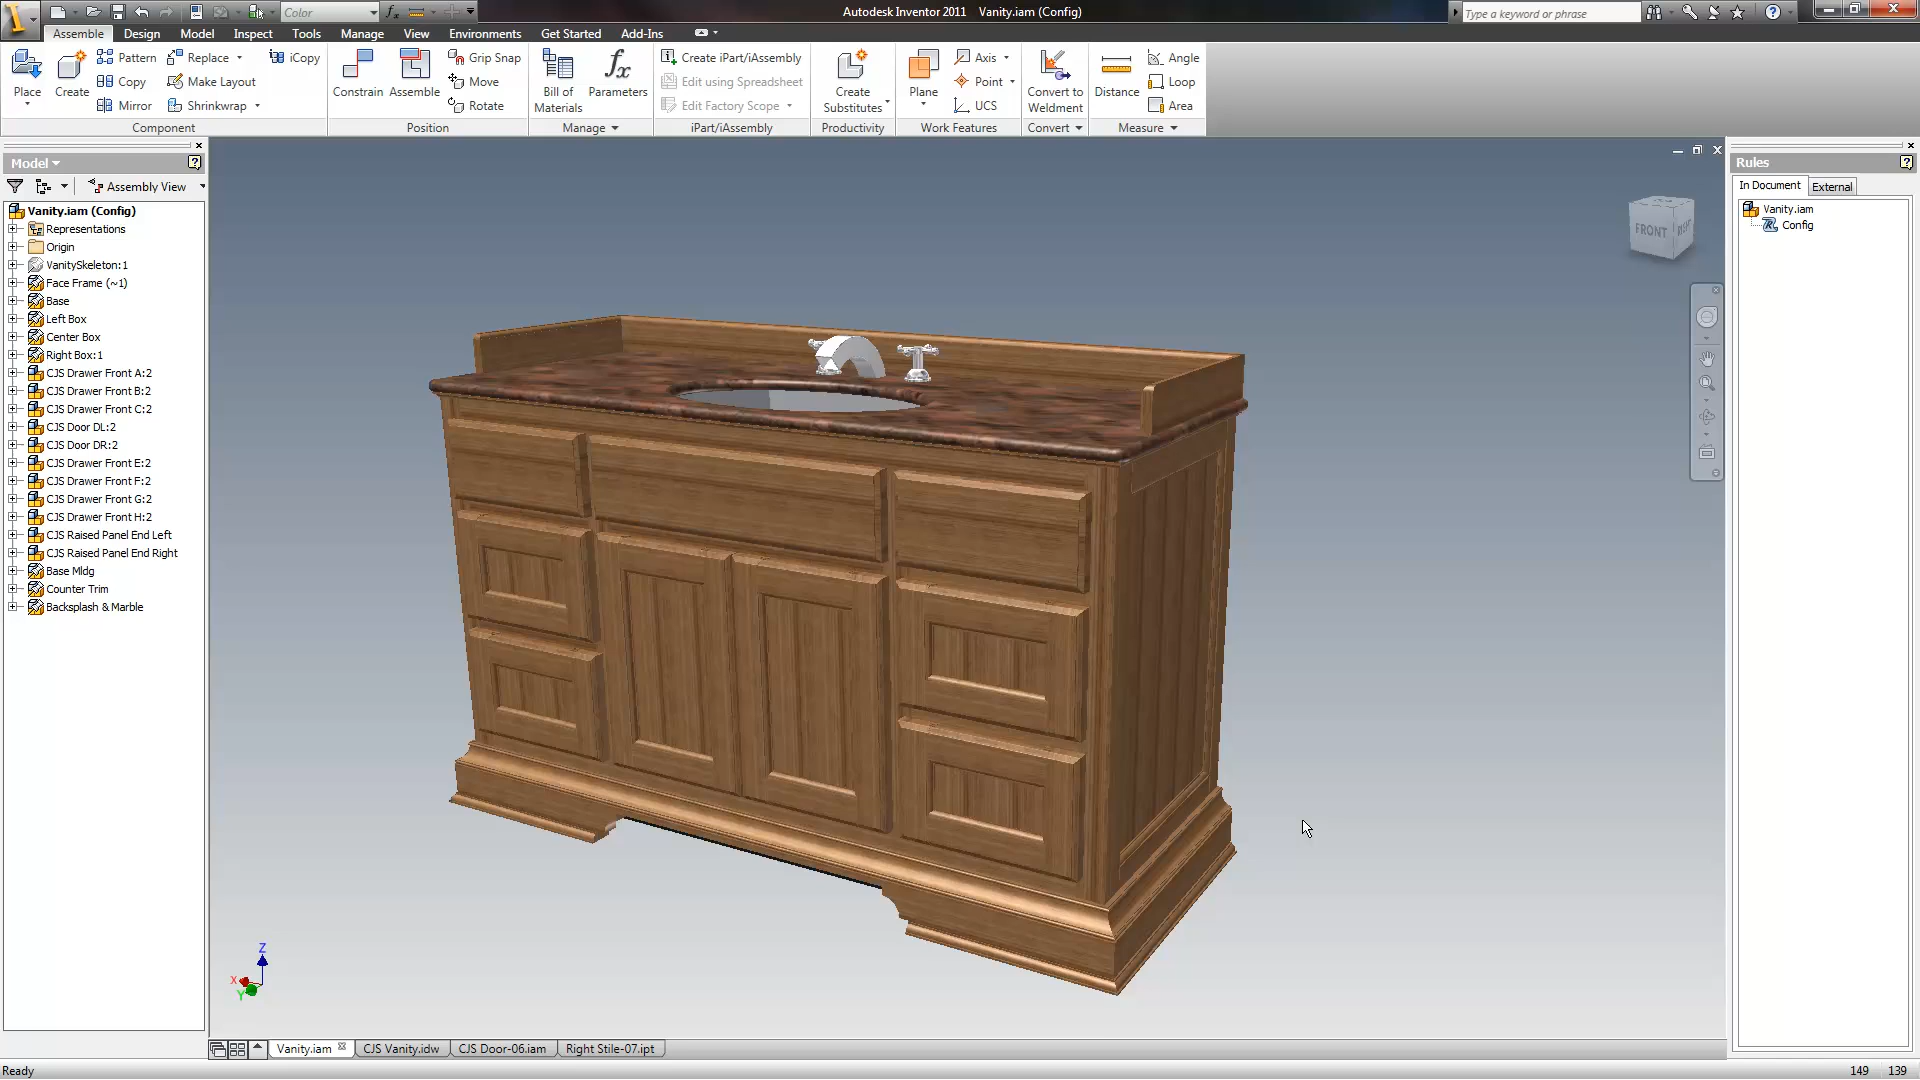 Color
Autodesk Inventor 2011 Vanity.iam (Config)
Type a keyword or phrase
Assemble Design Model Inspect Tools Manage View Environments Get Started Add-Ins
Place
Create
Pattern
Copy
Mirror
Replace
Make Layout
Shrinkwrap
iCopy
Component
Constrain
Assemble
Grip Snap
Move
Rotate
Position
Bill of
Materials
fx
Parameters
Manage
Create iPart/iAssembly
Edit using Spreadsheet
Edit Factory Scope
iPart/iAssembly
Create
Substitutes
Productivity
Plane
Axis
Point
UCS
Work Features
Convert to
Weldment
Convert
Distance
Angle
Loop
Area
Measure
Model
Assembly View
Vanity.iam (Config)
Representations
Origin
VanitySkeleton:1
Face Frame (~1)
Base
Left Box
Center Box
Right Box:1
CJS Drawer Front A:2
CJS Drawer Front B:2
CJS Drawer Front C:2
CJS Door DL:2
CJS Door DR:2
CJS Drawer Front E:2
CJS Drawer Front F:2
CJS Drawer Front G:2
CJS Drawer Front H:2
CJS Raised Panel End Left
CJS Raised Panel End Right
Base Mldg
Counter Trim
Backsplash & Marble
FRONT
RIGHT
Z
X
Y
Rules
In Document External
Vanity.iam
Config
Vanity.iam CJS Vanity.idw CJS Door-06.iam Right Stile-07.ipt
Ready
149 139